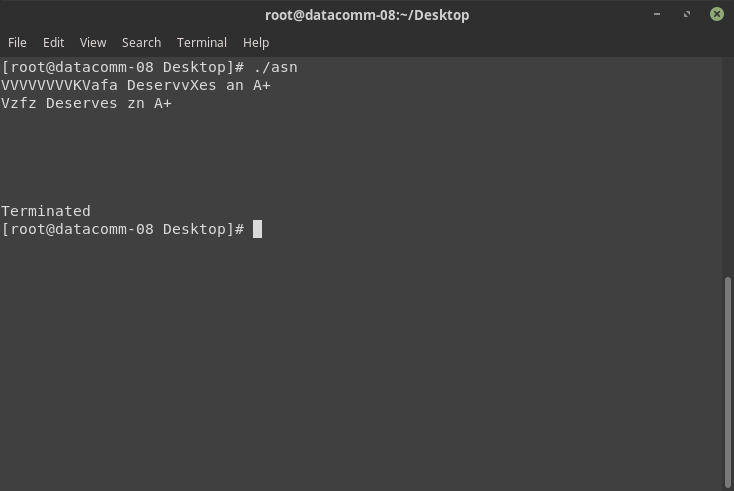 root@datacomm-08:~/Desktop
File Edit View Search Terminal Help
[root@datacomm-08 Desktop]# ./asn
VVVVVVVVKVafa DeservvXes an A+
Vzfz Deserves zn A+
Terminated
[root@datacomm-08 Desktop]#